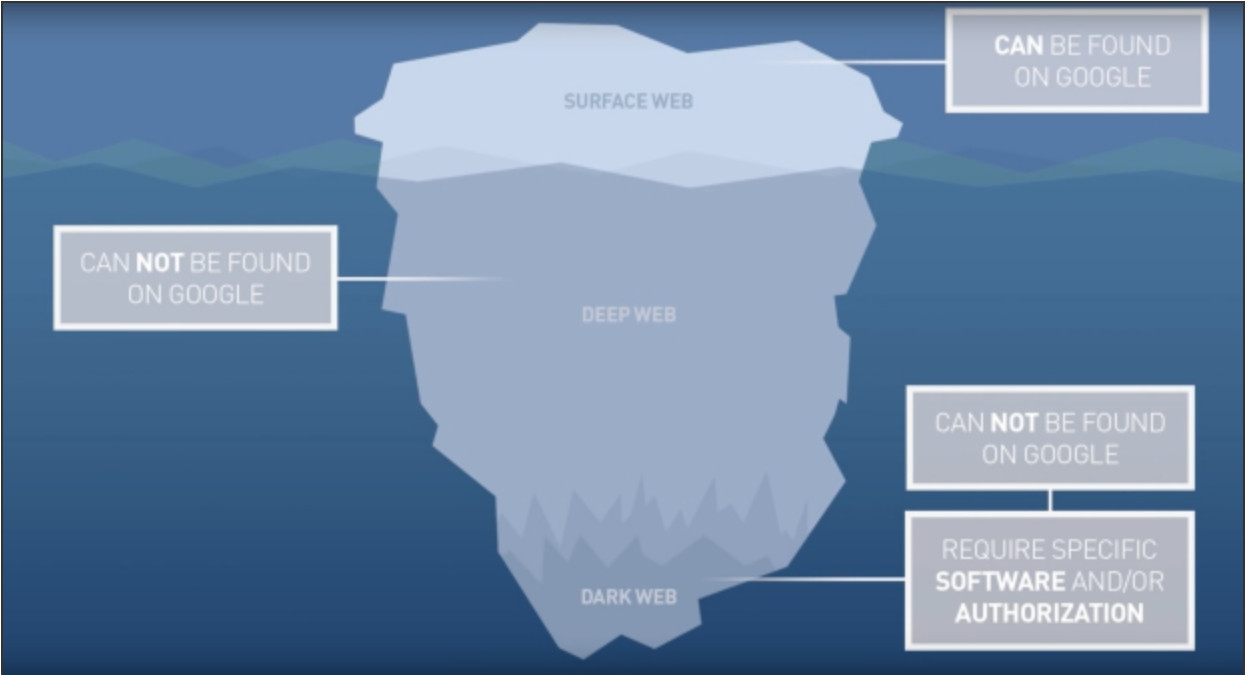 CAN BE FOUND
ON GOOGLE
SURFACE WEB
CAN NOT BE FOUND
ON GOOGLE
DEEP WEB
CAN NOT BE FOUND
ON GOOGLE
REQUIRE SPECIFIC
SOFTWARE AND/OR
AUTHORIZATION
DARK WEB